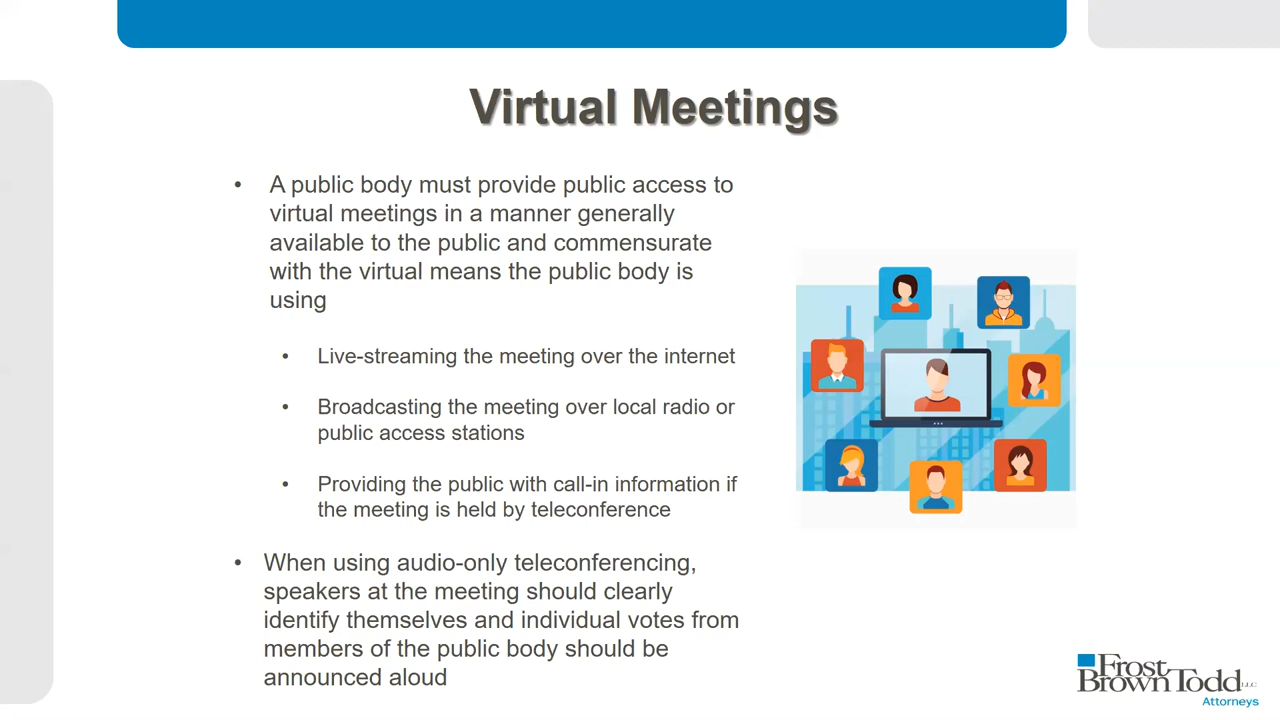 Virtual Meetings
• A public body must provide public access to
virtual meetings in a manner generally
available to the public and commensurate
with the virtual means the public body is
using
• Live-streaming the meeting over the internet
• Broadcasting the meeting over local radio or
public access stations
• Providing the public with call-in information if
the meeting is held by teleconference
• When using audio-only teleconferencing,
speakers at the meeting should clearly
identify themselves and individual votes from
members of the public body should be
announced aloud
Frost
Brown Todd LLC
Attorneys